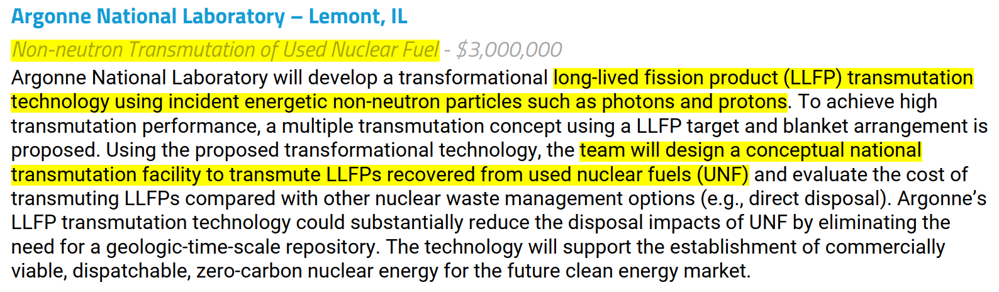 Argonne National Laboratory – Lemont, IL
Non-neutron Transmutation of Used Nuclear Fuel - $3,000,000
Argonne National Laboratory will develop a transformational long-lived fission product (LLFP) transmutation
technology using incident energetic non-neutron particles such as photons and protons. To achieve high
transmutation performance, a multiple transmutation concept using a LLFP target and blanket arrangement is
proposed. Using the proposed transformational technology, the team will design a conceptual national
transmutation facility to transmute LLFPs recovered from used nuclear fuels (UNF) and evaluate the cost of
transmuting LLFPs compared with other nuclear waste management options (e.g., direct disposal). Argonne’s
LLFP transmutation technology could substantially reduce the disposal impacts of UNF by eliminating the
need for a geologic-time-scale repository. The technology will support the establishment of commercially
viable, dispatchable, zero-carbon nuclear energy for the future clean energy market.